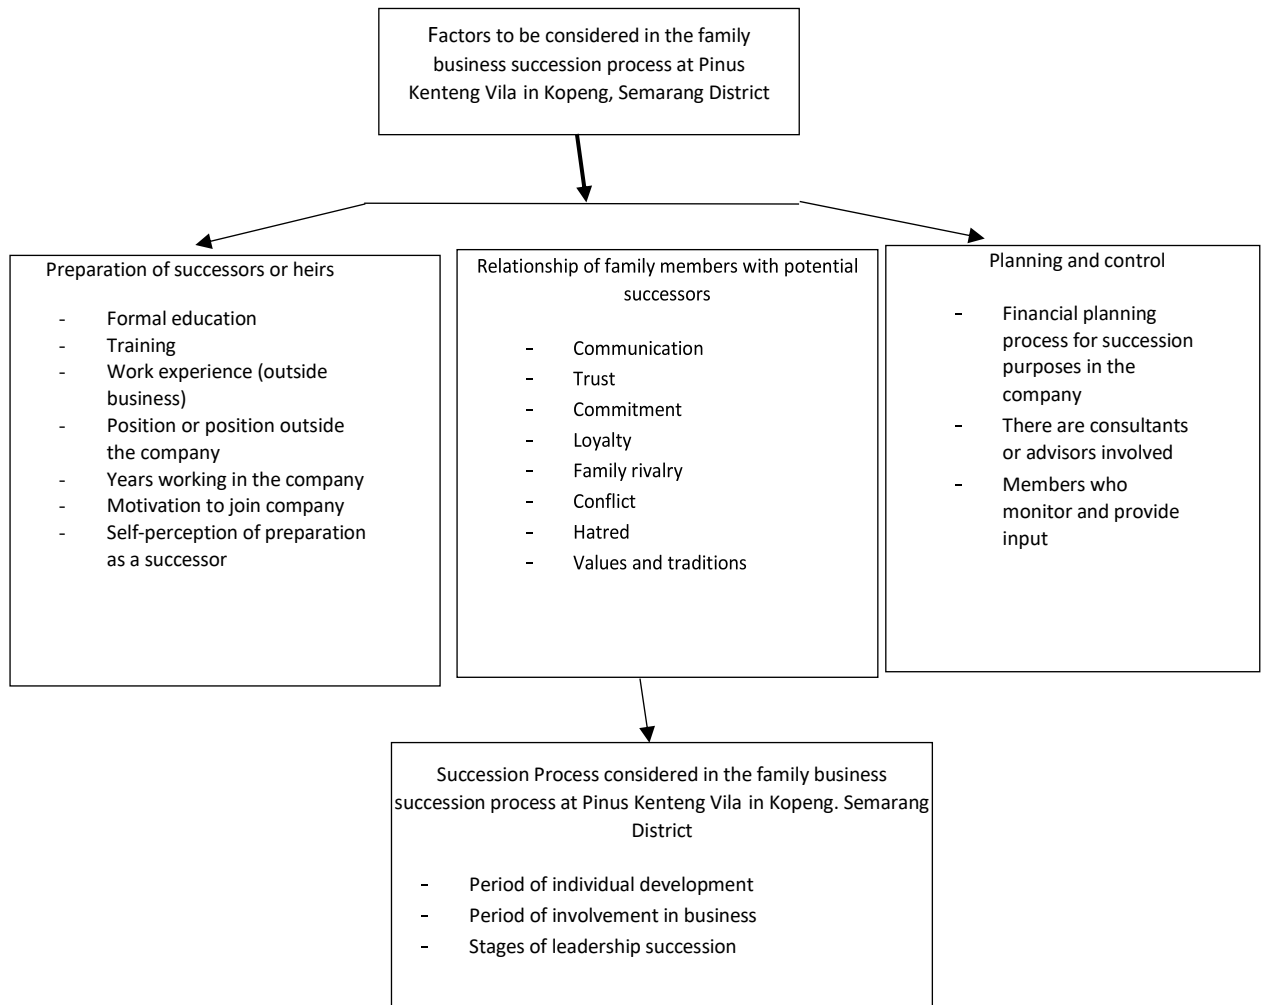 Factors to be considered in the family
business succession process at Pinus
Kenteng Vila in Kopeng, Semarang District
Preparation of successors or heirs
- Formal education
- Training
- Work experience (outside
business)
- Position or position outside
the company
- Years working in the company
- Motivation to join company
- Self-perception of preparation
as a successor
Relationship of family members with potential
successors
- Communication
- Trust
- Commitment
- Loyalty
- Family rivalry
- Conflict
- Hatred
- Values and traditions
Planning and control
- Financial planning
process for succession
purposes in the
company
- There are consultants
or advisors involved
- Members who
monitor and provide
input
Succession Process considered in the family business
succession process at Pinus Kenteng Vila in Kopeng. Semarang
District
- Period of individual development
- Period of involvement in business
- Stages of leadership succession